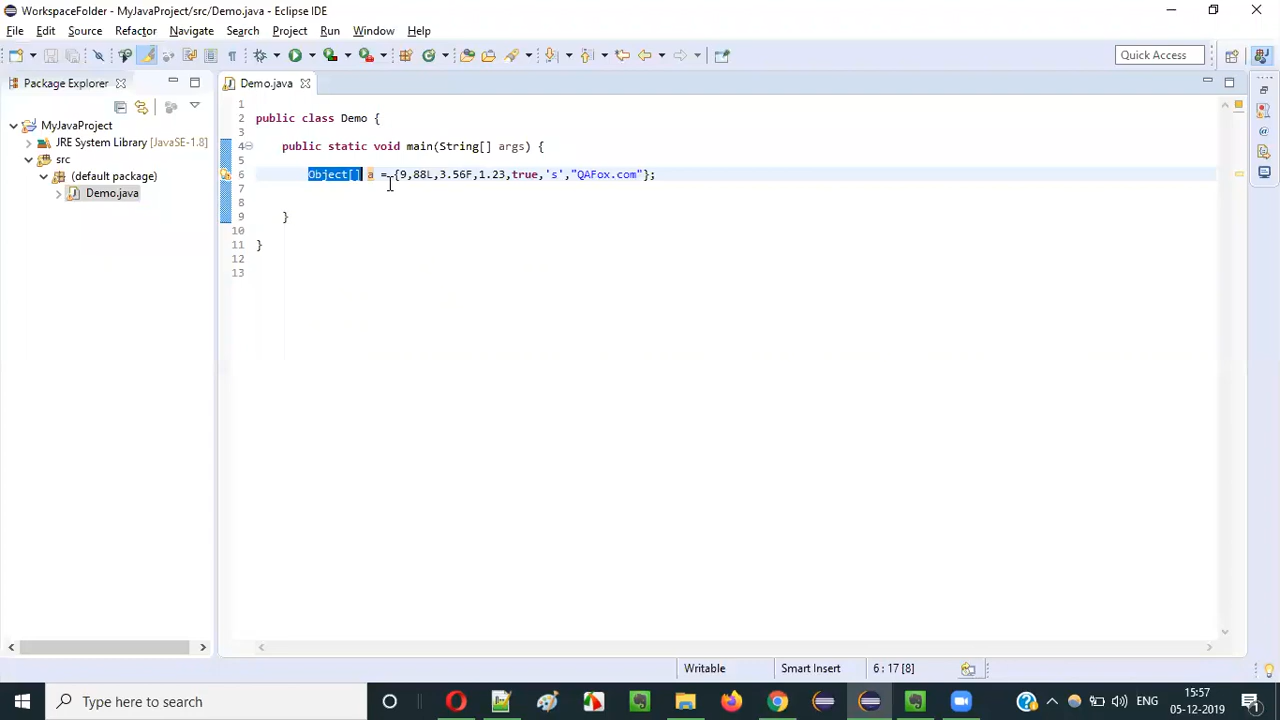 WorkspaceFolder - MyJavaProject/src/Demo.java - Eclipse IDE
File Edit Source Refactor Navigate Search Project Run Window Help
Quick Access
Package Explorer
Demo.java
MyJavaProject
JRE System Library [JavaSE-1.8]
src
(default package)
Demo.java
1
2 public class Demo {
3
4 public static void main(String[] args) {
5
6 Object[] a = {9,88L,3.56F,1.23,true,'s',"QAFox.com"};
7
8
9 }
10
11 }
12
13
Writable Smart Insert 6 : 17 [8]
Type here to search
ENG
15:57
05-12-2019
1